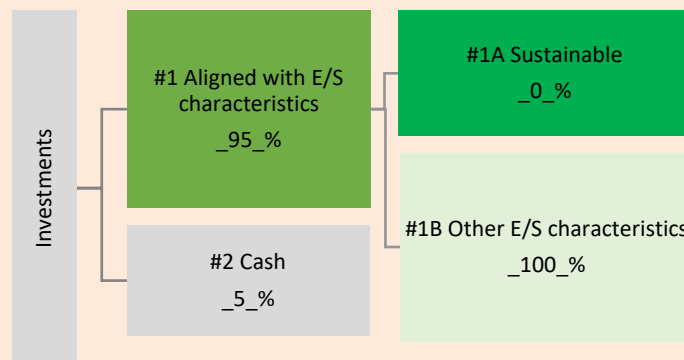 Investments
#1 Aligned with E/S
characteristics
_95_%
#2 Cash
_5_%
#1A Sustainable
_0_%
#1B Other E/S characteristics
_100_%